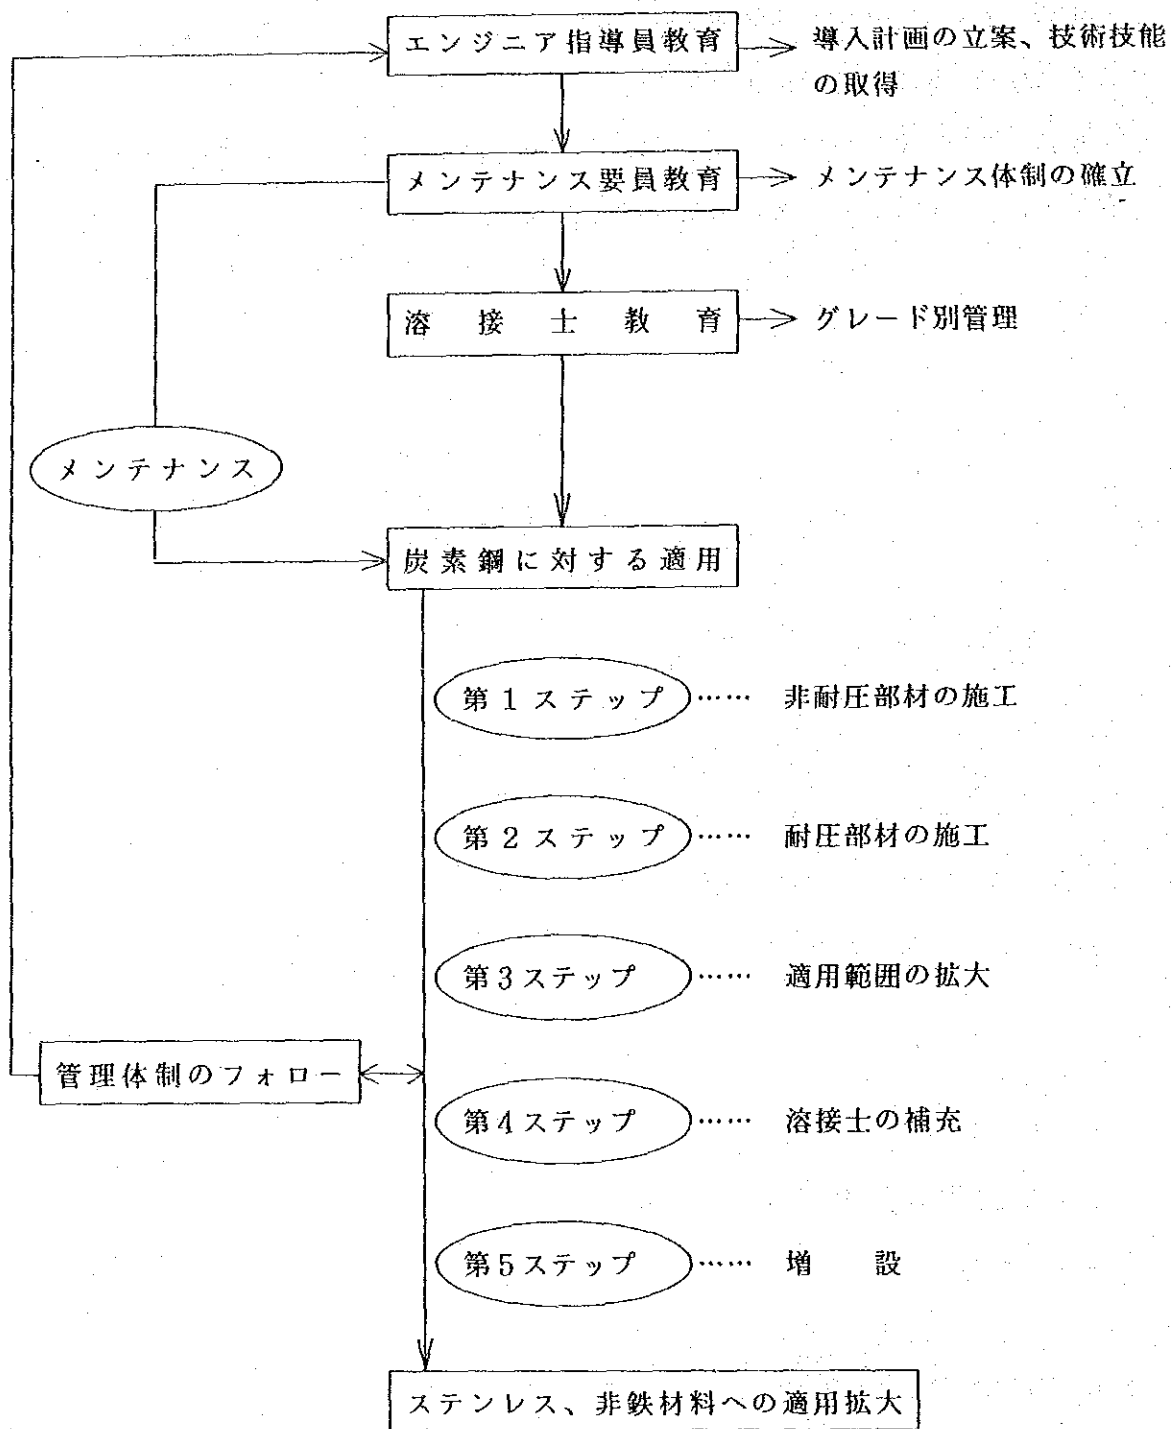 エンジニア指導員教育
導入計画の立案、技術技能
の取得
メンテナンス要員教育
メンテナンス体制の確立
溶接士教育
グレード別管理
メンテナンス
炭素鋼に対する適用
第1ステップ…… 非耐圧部材の施工
第2ステップ…… 耐圧部材の施工
第3ステップ…… 適用範囲の拡大
管理体制のフォロー
第4ステップ…… 溶接士の補充
第5ステップ…… 増 設
ステンレス、非鉄材料への適用拡大